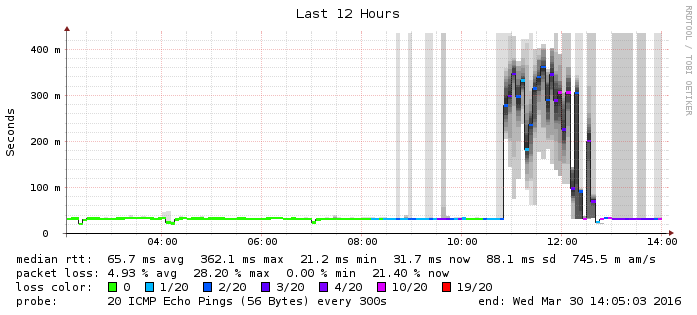 Last 12 Hours
RRDTOOL / TOBI OETIKER
Seconds
400 m
300 m
200 m
100 m
0
04:00 06:00 08:00 10:00 12:00 14:00
median rtt: 65.7 ms avg 362.1 ms max 21.2 ms min 31.7 ms now 88.1 ms sd 745.5 m am/s
packet loss: 4.93 % avg 28.20 % max 0.00 % min 21.40 % now
loss color: 0 1/20 2/20 3/20 4/20 10/20 19/20
probe: 20 ICMP Echo Pings (56 Bytes) every 300s end: Wed Mar 30 14:05:03 2016